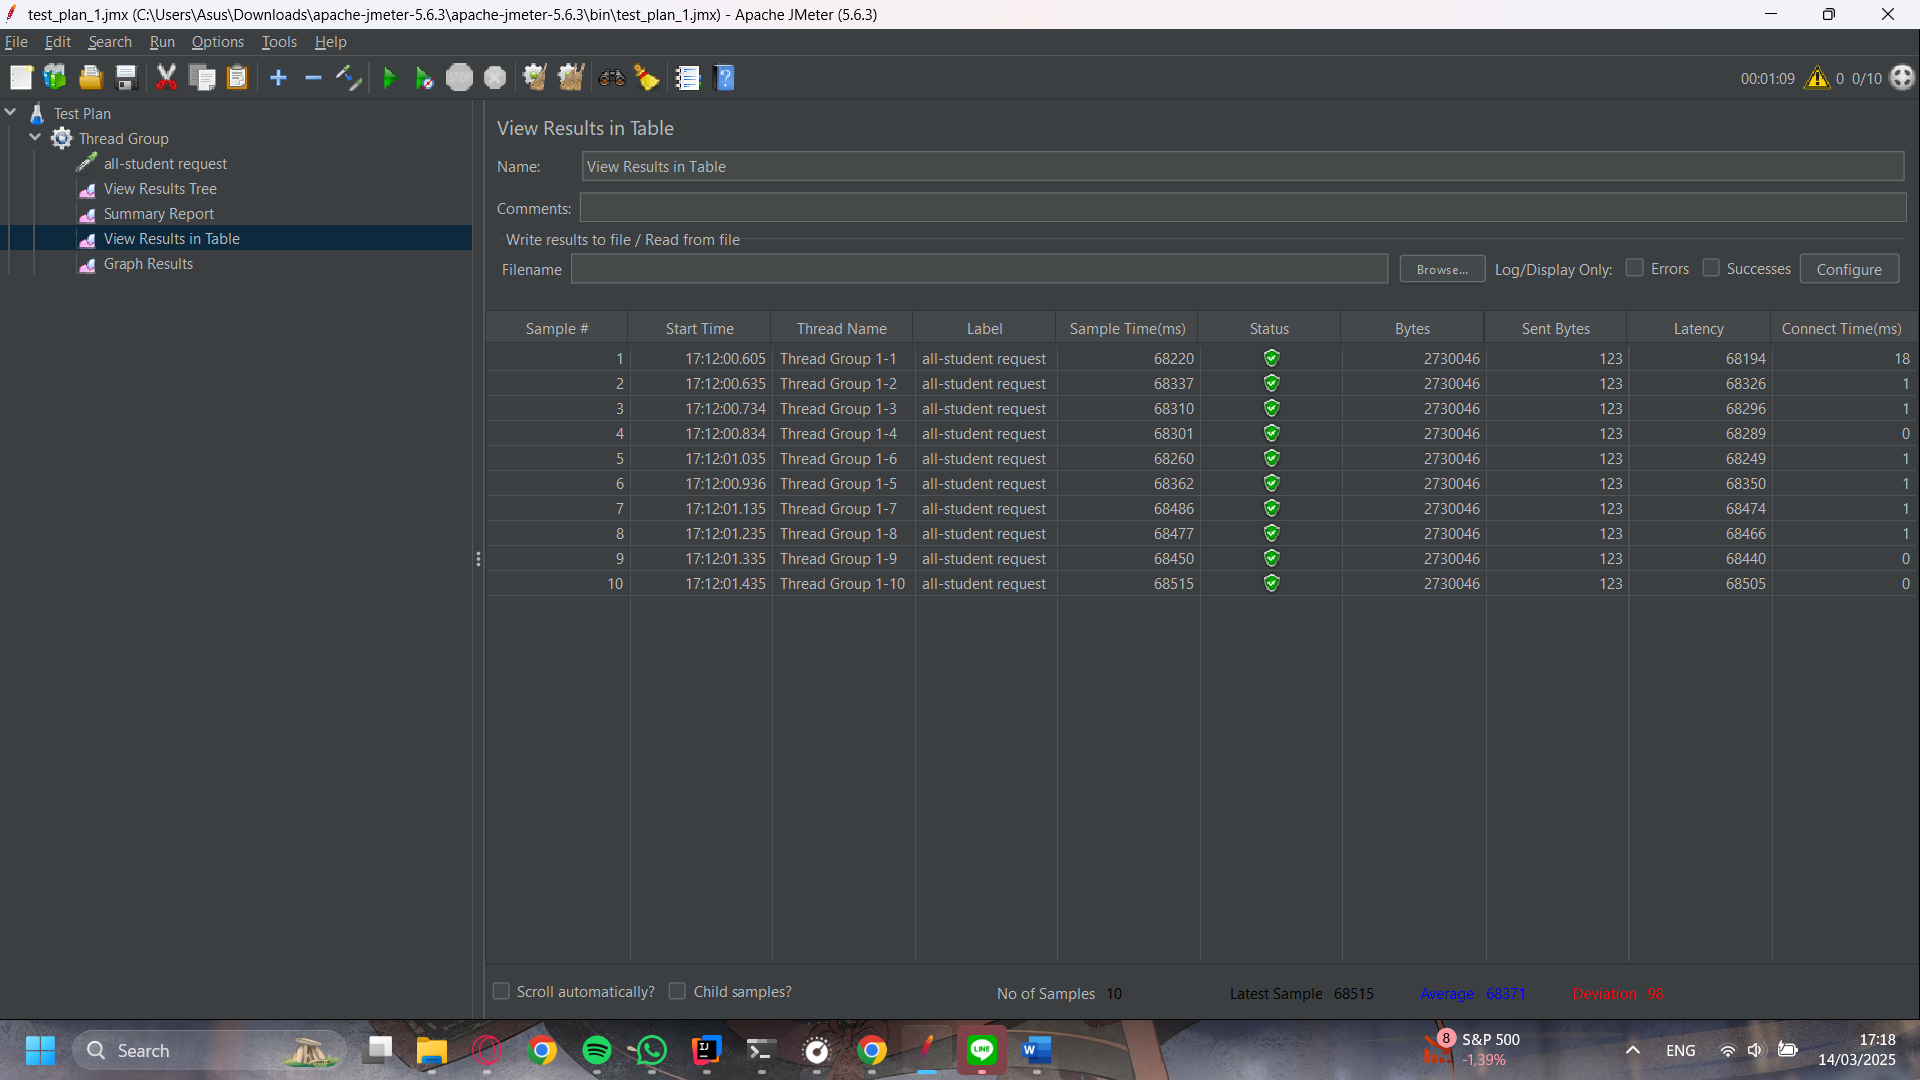 test_plan_1.jmx (C:\Users\Asus\Downloads\apache-jmeter-5.6.3\apache-jmeter-5.6.3\bin\test_plan_1.jmx) - Apache JMeter (5.6.3)
File Edit Search Run Options Tools Help
STOP 00:01:09 0 0/10
Test Plan
Thread Group
all-student request
View Results Tree
Summary Report
View Results in Table
Graph Results
View Results in Table
Name: View Results in Table
Comments:
Write results to file / Read from file
Filename Browse... Log/Display Only: Errors Successes Configure
Sample # Start Time Thread Name Label Sample Time(ms) Status Bytes Sent Bytes Latency Connect Time(ms)
1 17:12:00.605 Thread Group 1-1 all-student request 68220 2730046 123 68194 18
2 17:12:00.635 Thread Group 1-2 all-student request 68337 2730046 123 68326 1
3 17:12:00.734 Thread Group 1-3 all-student request 68310 2730046 123 68296 1
4 17:12:00.834 Thread Group 1-4 all-student request 68301 2730046 123 68289 0
5 17:12:01.035 Thread Group 1-6 all-student request 68260 2730046 123 68249 1
6 17:12:00.936 Thread Group 1-5 all-student request 68362 2730046 123 68350 1
7 17:12:01.135 Thread Group 1-7 all-student request 68486 2730046 123 68474 1
8 17:12:01.235 Thread Group 1-8 all-student request 68477 2730046 123 68466 1
9 17:12:01.335 Thread Group 1-9 all-student request 68450 2730046 123 68440 0
10 17:12:01.435 Thread Group 1-10 all-student request 68515 2730046 123 68505 0
Scroll automatically? Child samples? No of Samples 10 Latest Sample 68515 Average 68371 Deviation 98
Search
8 S&P 500
-1,39%
ENG
17:18
14/03/2025